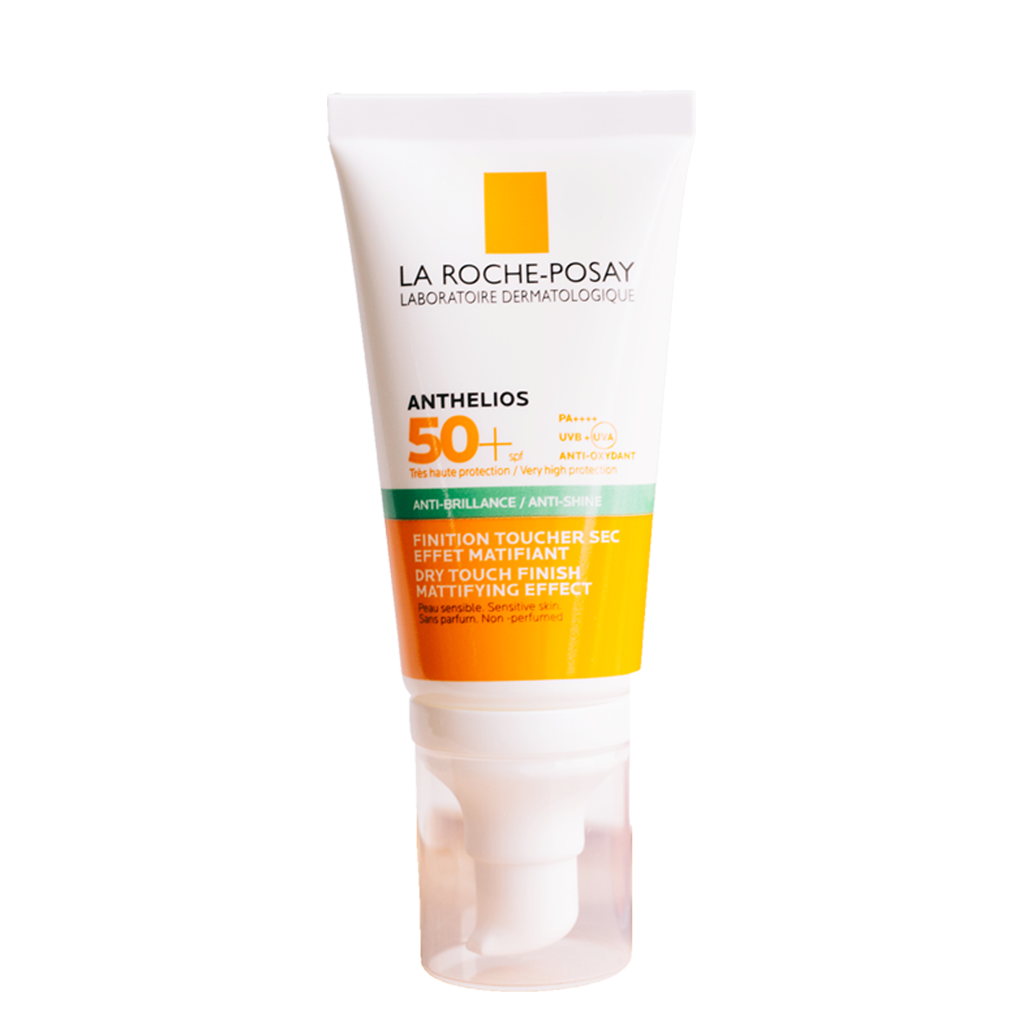 LA ROCHE-POSAY
LABORATOIRE DERMATOLOGIQUE
ANTHELIOS
50+ spf
PA++++
UVB + UVA
ANTI-OXYDANT
Très haute protection / Very high protection
ANTI-BRILLANCE / ANTI-SHINE
FINITION TOUCHER SEC
EFFET MATIFIANT
DRY TOUCH FINISH
MATTIFYING EFFECT
Peau sensible. Sensitive skin.
Sans parfum. Non -perfumed